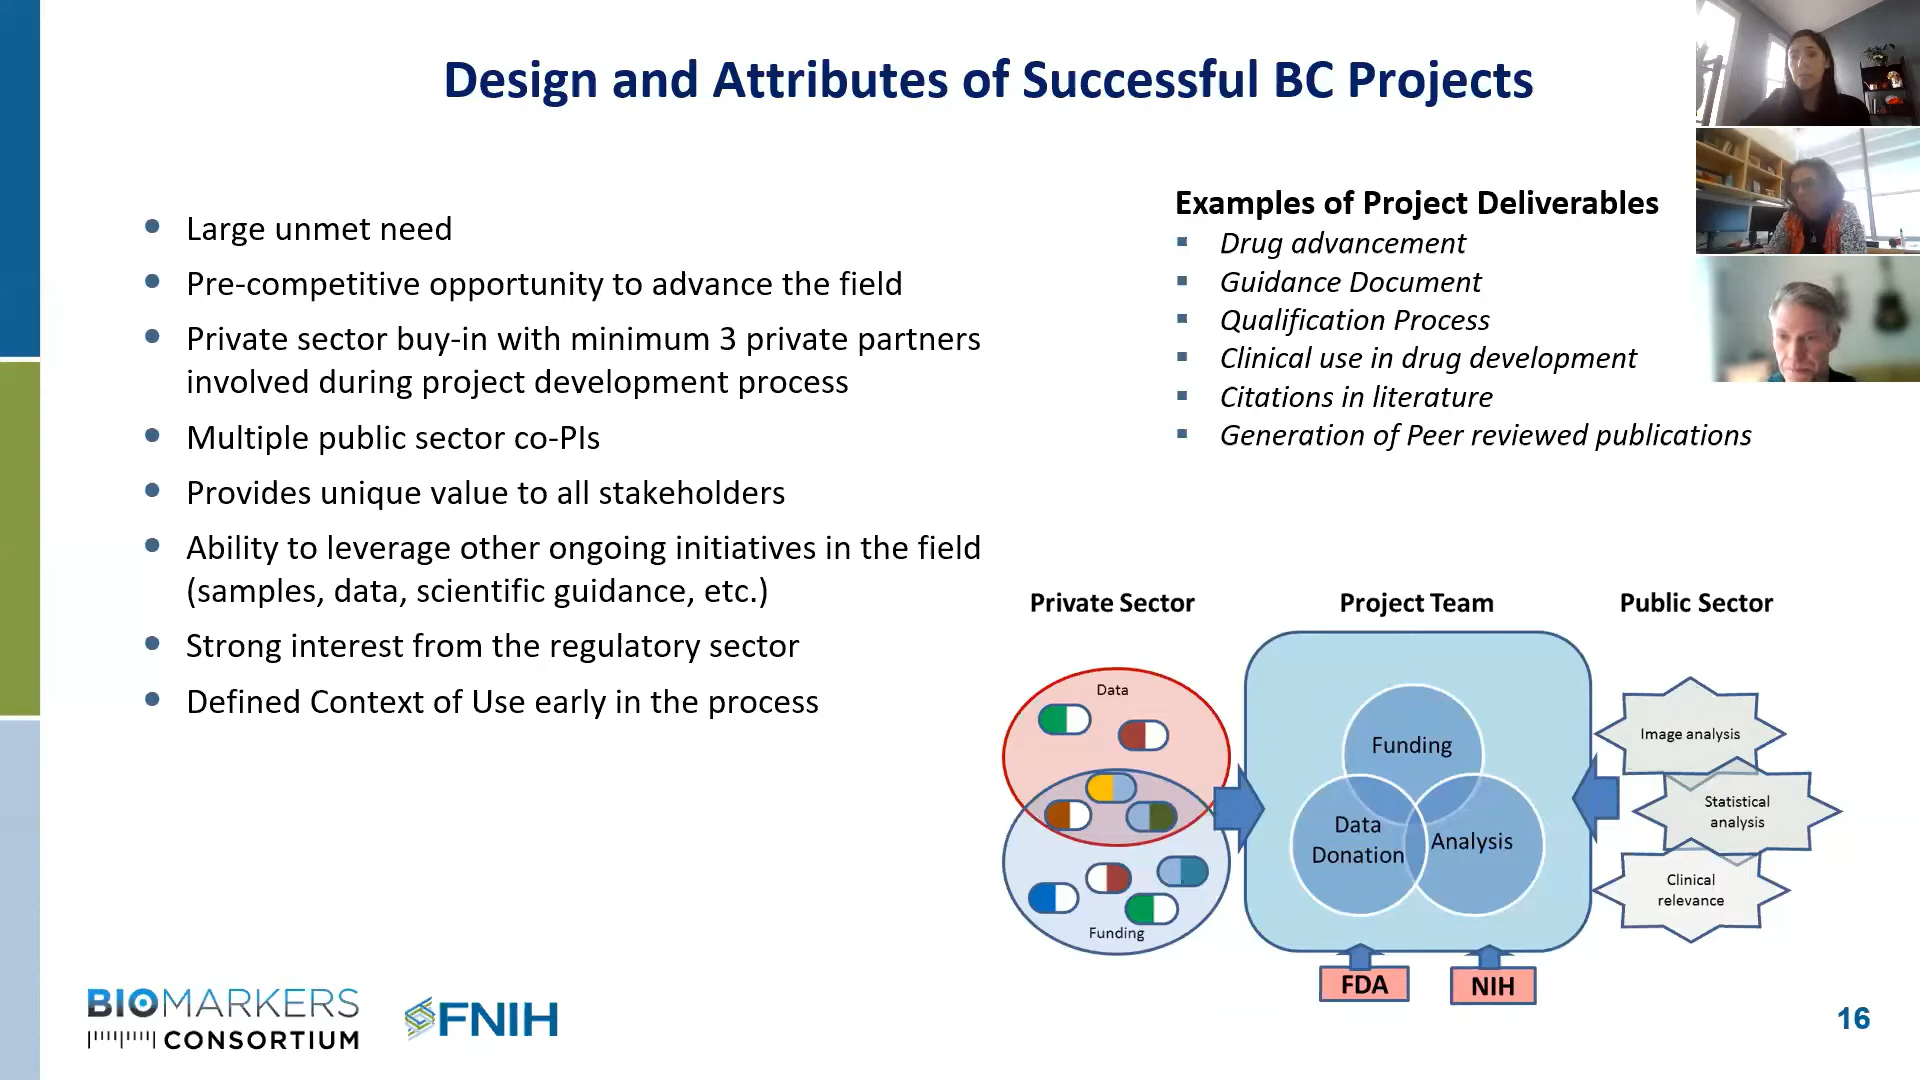 Design and Attributes of Successful BC Projects
Large unmet need
Pre-competitive opportunity to advance the field
Private sector buy-in with minimum 3 private partners
involved during project development process
Multiple public sector co-PIs
Provides unique value to all stakeholders
Ability to leverage other ongoing initiatives in the field
(samples, data, scientific guidance, etc.)
Strong interest from the regulatory sector
Defined Context of Use early in the process
Examples of Project Deliverables
Drug advancement
Guidance Document
Qualification Process
Clinical use in drug development
Citations in literature
Generation of Peer reviewed publications
Private Sector
Data
Funding
Project Team
Funding
Data
Donation
Analysis
FDA
NIH
Public Sector
Image analysis
Statistical
analysis
Clinical
relevance
BIOMARKERS
CONSORTIUM
FNIH
16